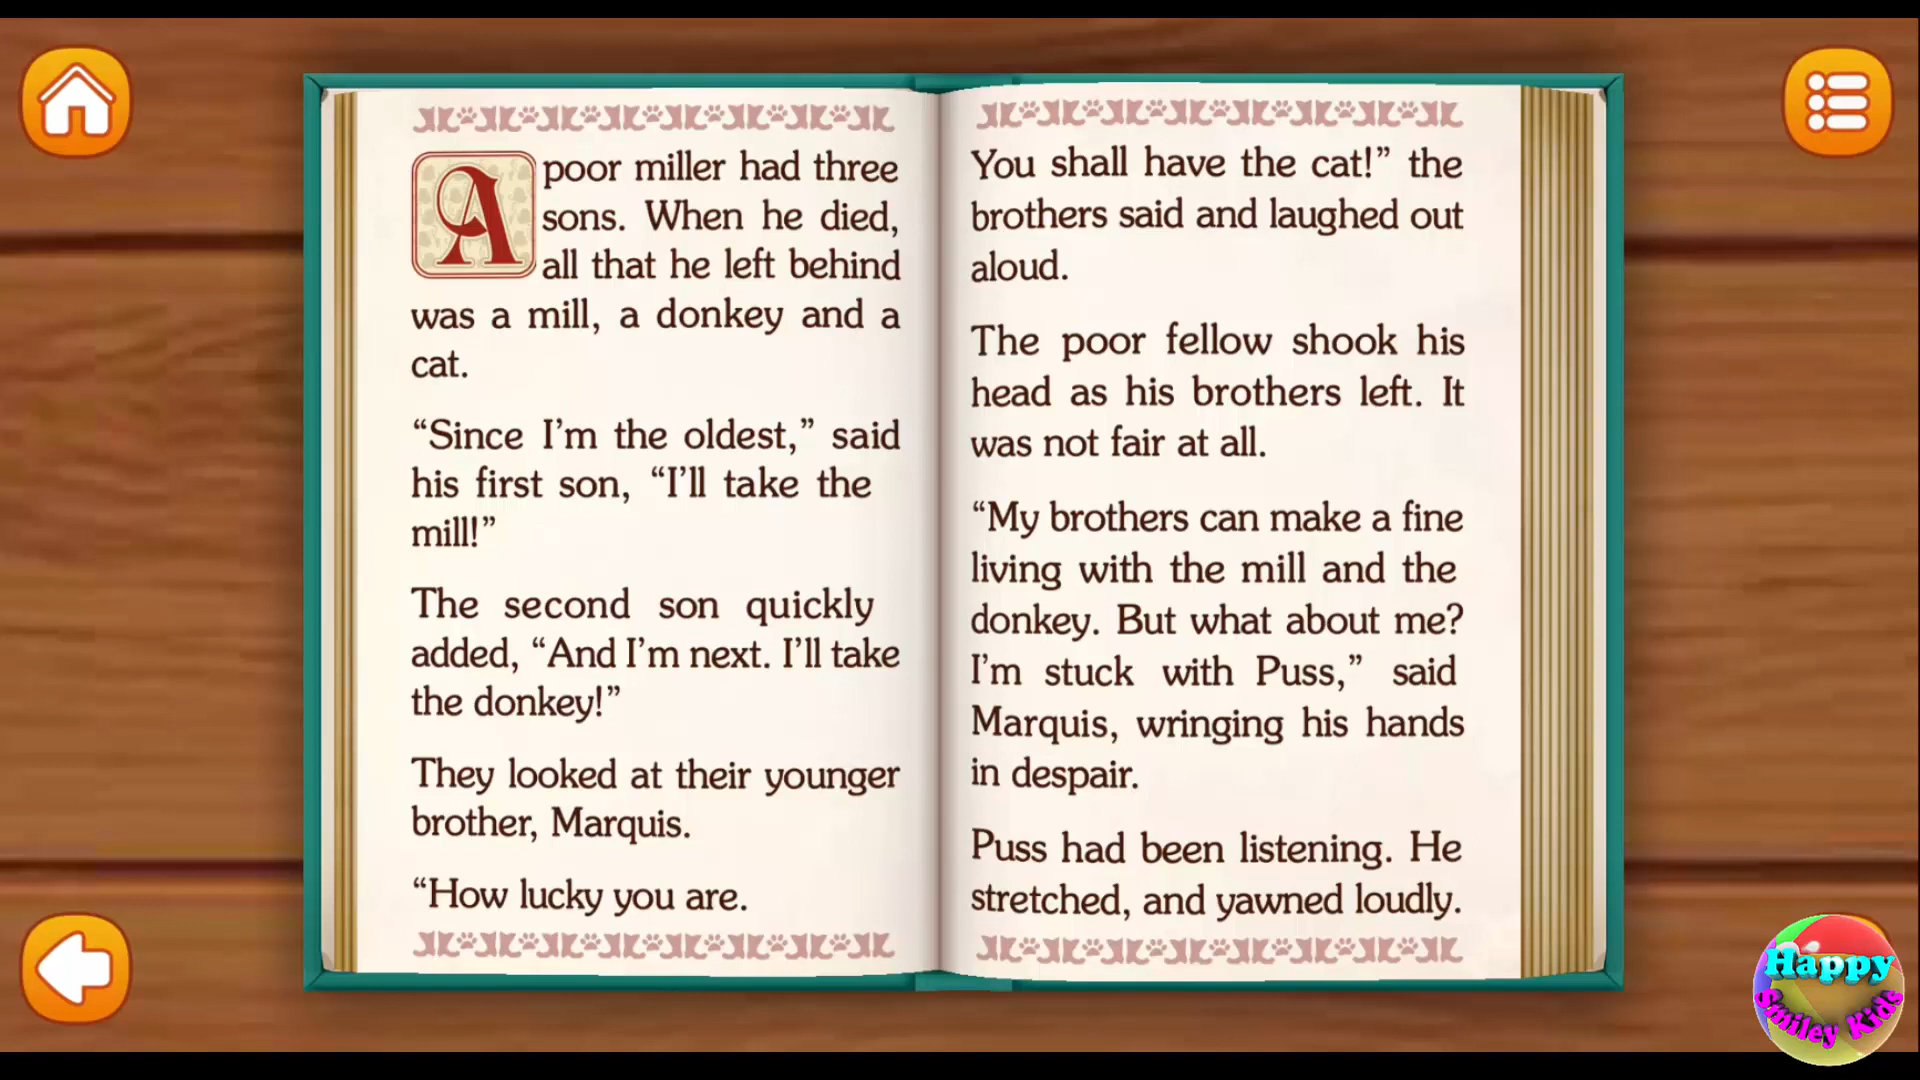 A poor miller had three
sons. When he died,
all that he left behind
was a mill, a donkey and a
cat.
“Since I’m the oldest,” said
his first son, “I’ll take the
mill!”
The second son quickly
added, “And I’m next. I’ll take
the donkey!”
They looked at their younger
brother, Marquis.
“How lucky you are.
You shall have the cat!” the
brothers said and laughed out
aloud.
The poor fellow shook his
head as his brothers left. It
was not fair at all.
“My brothers can make a fine
living with the mill and the
donkey. But what about me?
I’m stuck with Puss,” said
Marquis, wringing his hands
in despair.
Puss had been listening. He
stretched, and yawned loudly.
Happy
Smiley Kids